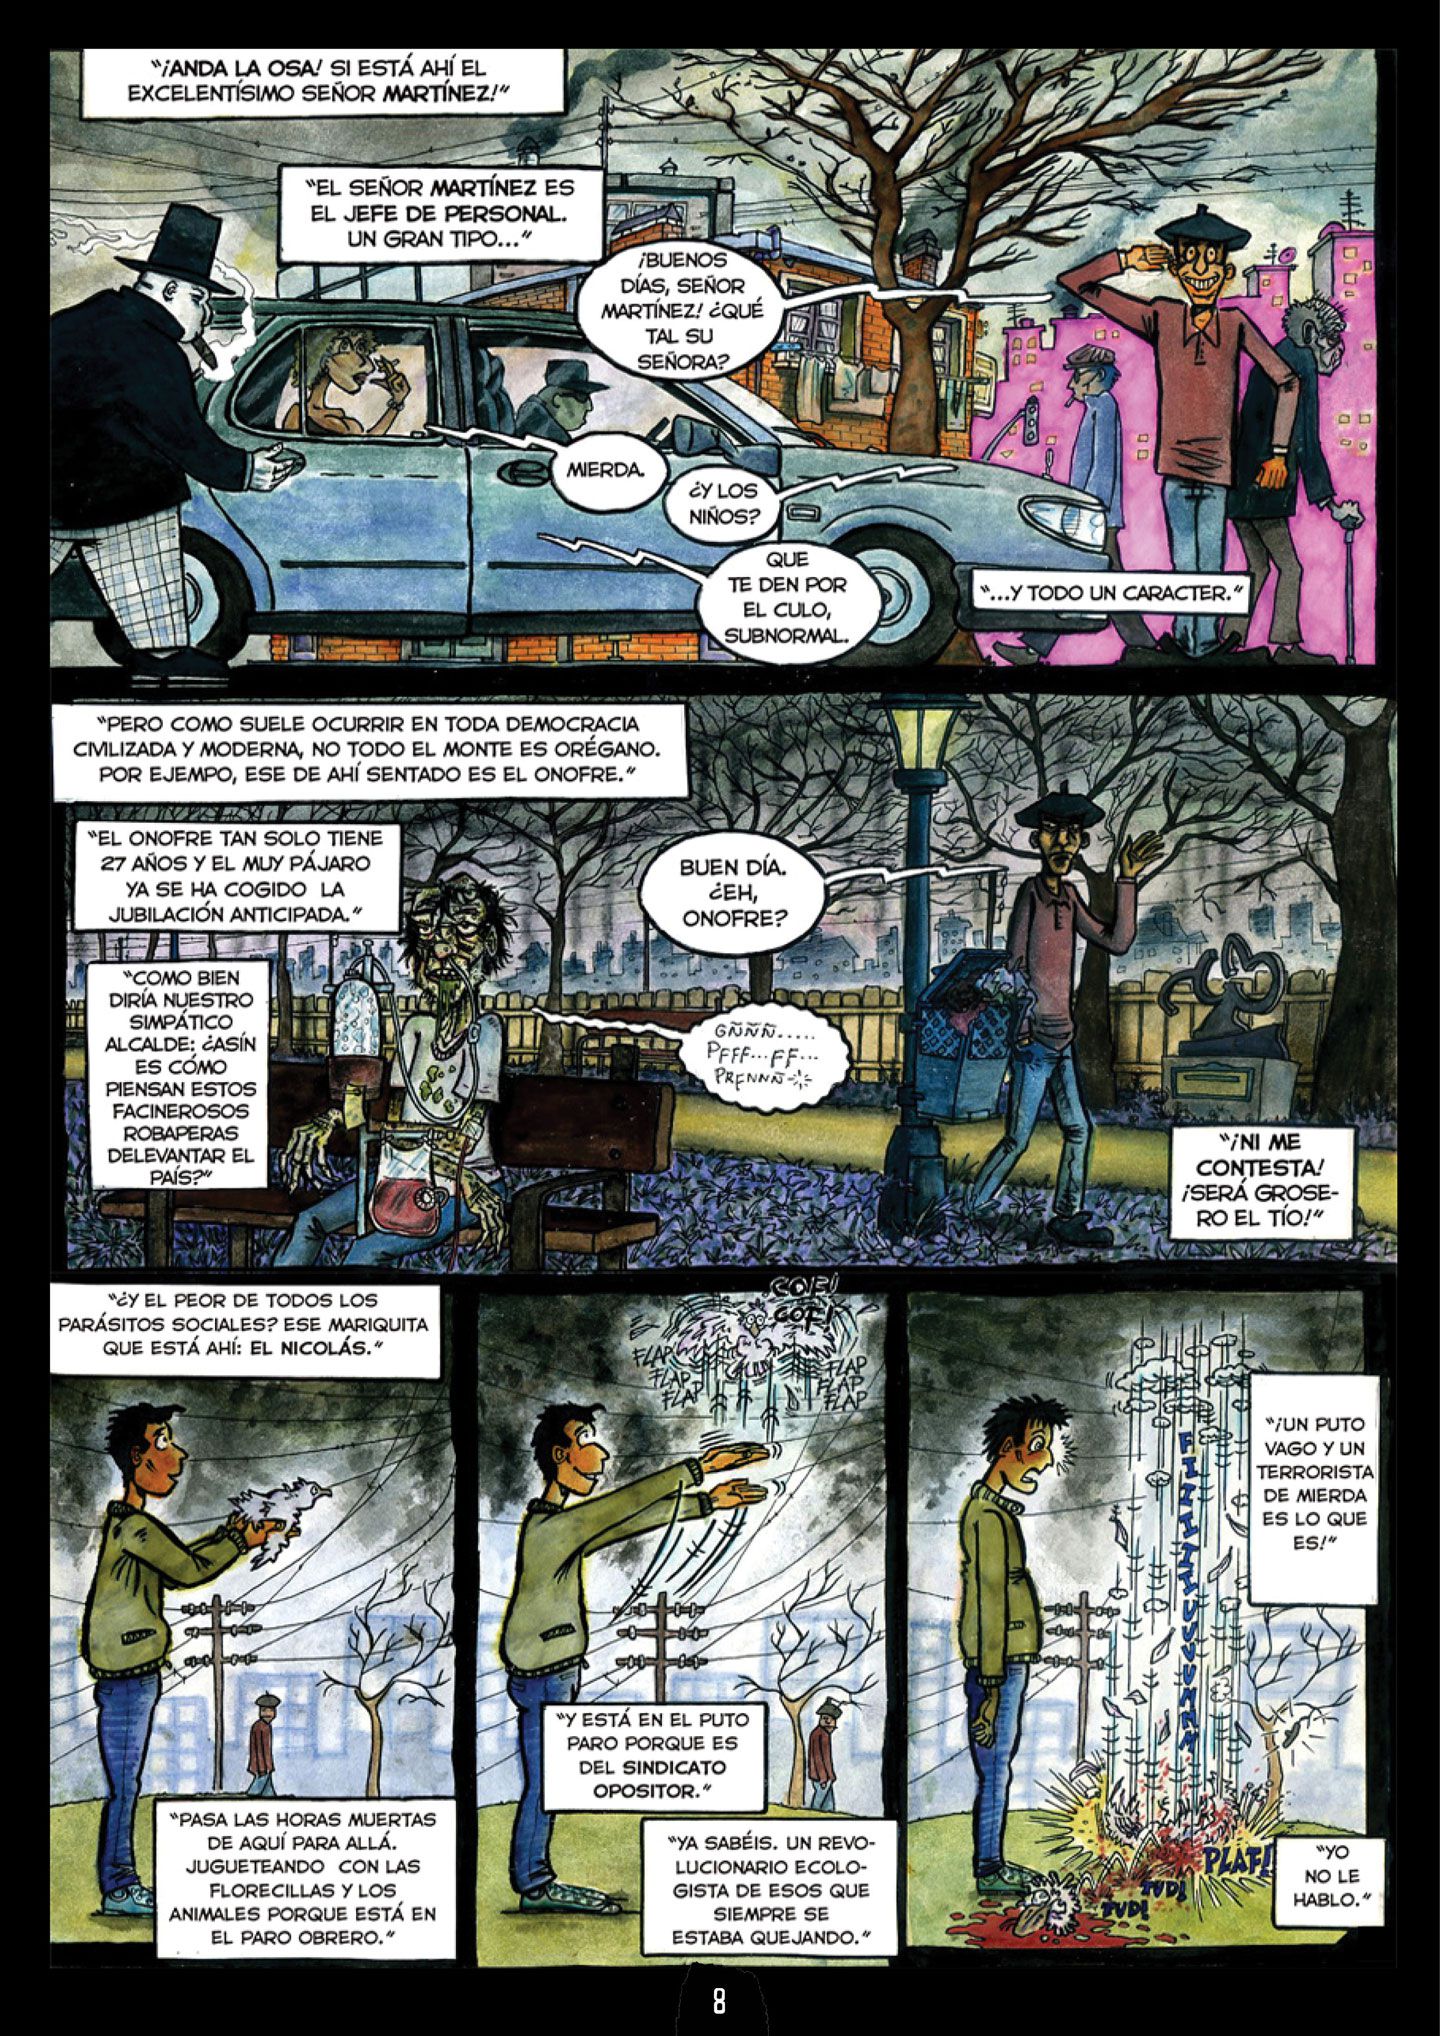 "¡ANDA LA OSA! SI ESTÁ AHÍ EL
EXCELENTÍSIMO SEÑOR MARTÍNEZ!"
"EL SEÑOR MARTÍNEZ ES
EL JEFE DE PERSONAL.
UN GRAN TIPO..."
¡BUENOS
DÍAS, SEÑOR
MARTÍNEZ! ¿QUÉ
TAL SU
SEÑORA?
MIERDA.
¿Y LOS
NIÑOS?
QUE
TE DEN POR
EL CULO,
SUBNORMAL.
"...Y TODO UN CARACTER."
"PERO COMO SUELE OCURRIR EN TODA DEMOCRACIA
CIVILIZADA Y MODERNA, NO TODO EL MONTE ES ORÉGANO.
POR EJEMPO, ESE DE AHÍ SENTADO ES EL ONOFRE."
"EL ONOFRE TAN SOLO TIENE
27 AÑOS Y EL MUY PÁJARO
YA SE HA COGIDO LA
JUBILACIÓN ANTICIPADA."
"COMO BIEN
DIRÍA NUESTRO
SIMPÁTICO
ALCALDE: ¿ASÍN
ES CÓMO
PIENSAN ESTOS
FACINEROSOS
ROBAPERAS
DELEVANTAR EL
PAÍS?"
BUEN DÍA.
¿EH,
ONOFRE?
GÑÑÑÑ.....
PFFF...FF...
PRFNNÑ-
"¡NI ME
CONTESTA!
¡SERÁ GROSE-
RO EL TÍO!"
"¿Y EL PEOR DE TODOS LOS
PARÁSITOS SOCIALES? ESE MARIQUITA
QUE ESTÁ AHÍ: EL NICOLÁS."
"PASA LAS HORAS MUERTAS
DE AQUÍ PARA ALLÁ.
JUGUETEANDO CON LAS
FLORECILLAS Y LOS
ANIMALES PORQUE ESTÁ EN
EL PARO OBRERO."
COF!
COF!
FLAP
FLAP
FLAP
FLAP
FLAP
FLAP
"Y ESTÁ EN EL PUTO
PARO PORQUE ES
DEL SINDICATO
OPOSITOR."
"YA SABÉIS. UN REVO-
LUCIONARIO ECOLO-
GISTA DE ESOS QUE
SIEMPRE SE
ESTABA QUEJANDO."
FIIIIIIUUUUMMM
"¡UN PUTO
VAGO Y UN
TERRORISTA
DE MIERDA
ES LO QUE
ES!"
PLAF!
TUD!
TUD!
"YO
NO LE
HABLO."
8